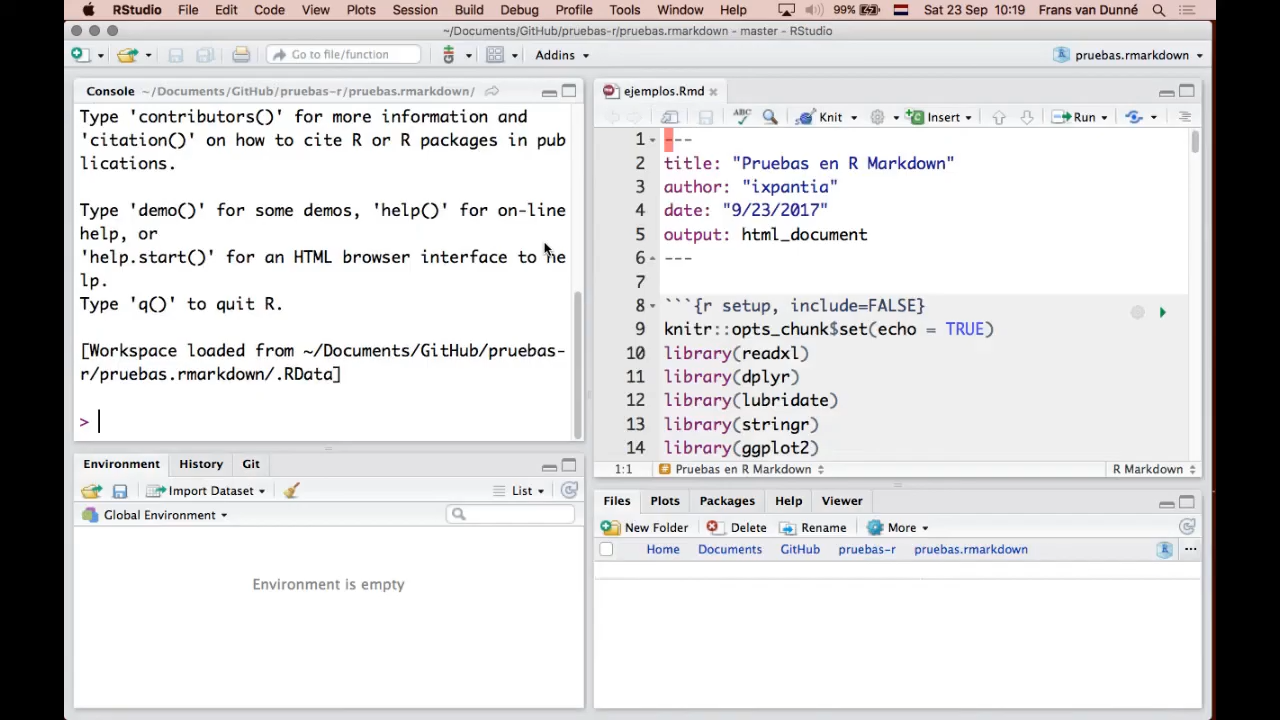 RStudio File Edit Code View Plots Session Build Debug Profile Tools Window Help 99% Sat 23 Sep 10:19 Frans van Dunné
~/Documents/GitHub/pruebas-r/pruebas.rmarkdown - master - RStudio
Go to file/function Addins pruebas.rmarkdown
Console ~/Documents/GitHub/pruebas-r/pruebas.rmarkdown/
Type 'contributors()' for more information and
'citation()' on how to cite R or R packages in pub
lications.
Type 'demo()' for some demos, 'help()' for on-line
help, or
'help.start()' for an HTML browser interface to he
lp.
Type 'q()' to quit R.
[Workspace loaded from ~/Documents/GitHub/pruebas-
r/pruebas.rmarkdown/.RData]
>
ejemplos.Rmd
ABC Knit Insert Run
1 ---
2 title: "Pruebas en R Markdown"
3 author: "ixpantia"
4 date: "9/23/2017"
5 output: html_document
6 ---
7
8 ```{r setup, include=FALSE}
9 knitr::opts_chunk$set(echo = TRUE)
10 library(readxl)
11 library(dplyr)
12 library(lubridate)
13 library(stringr)
14 library(ggplot2)
1:1 Pruebas en R Markdown R Markdown
Environment History Git
Import Dataset List
Global Environment
Environment is empty
Files Plots Packages Help Viewer
New Folder Delete Rename More
Home Documents GitHub pruebas-r pruebas.rmarkdown R ...